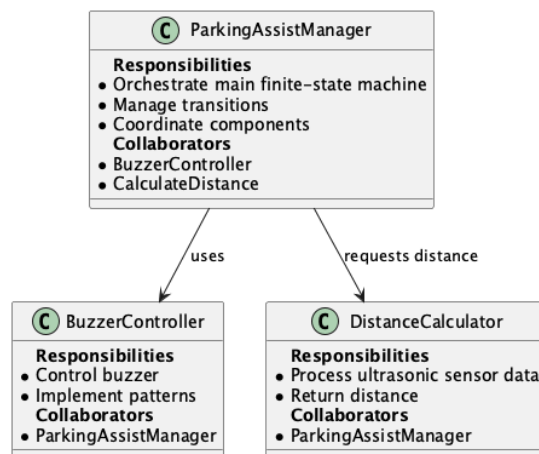 C ParkingAssistManager
Responsibilities
• Orchestrate main finite-state machine
• Manage transitions
• Coordinate components
Collaborators
• BuzzerController
• CalculateDistance
uses
requests distance
C BuzzerController
Responsibilities
• Control buzzer
• Implement patterns
Collaborators
• ParkingAssistManager
C DistanceCalculator
Responsibilities
• Process ultrasonic sensor data
• Return distance
Collaborators
• ParkingAssistManager